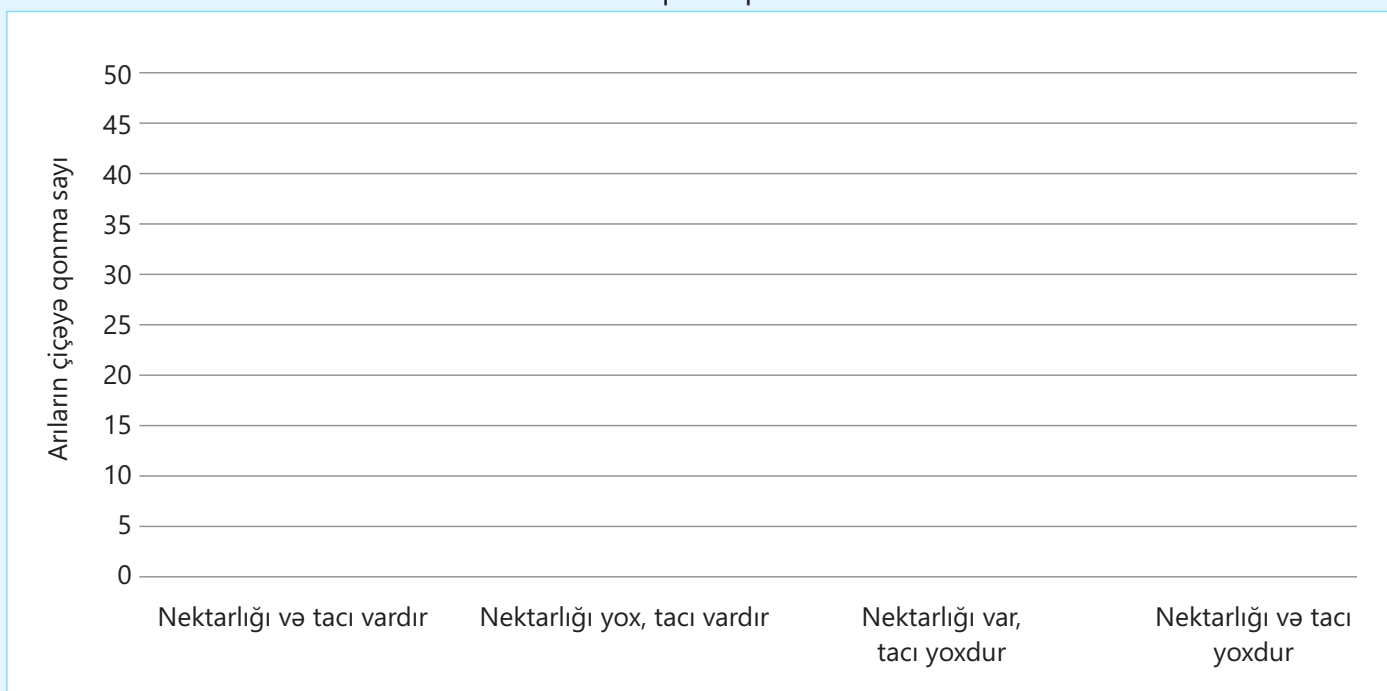 50
45
40
35
30
25
20
15
10
5
0
Arıların çiçəyə qonma sayı
Nektarlığı və tacı vardır
Nektarlığı yox, tacı vardır
Nektarlığı var,
tacı yoxdur
Nektarlığı və tacı
yoxdur